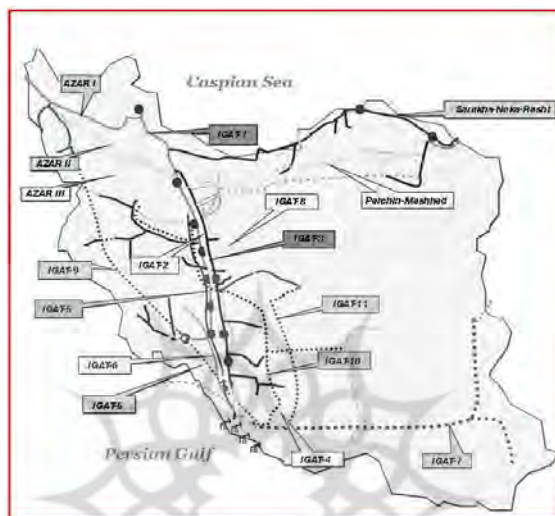 AZAR I
Caspian Sea
Sarakhs-Neka-Rasht
IGAT-1
AZAR II
AZAR III
Parchin-Mashhad
IGAT-8
IGAT-3
IGAT-2
IGAT-9
IGAT-5
IGAT-11
IGAT-6
IGAT-10
IGAT-4
IGAT-7
Persian Gulf